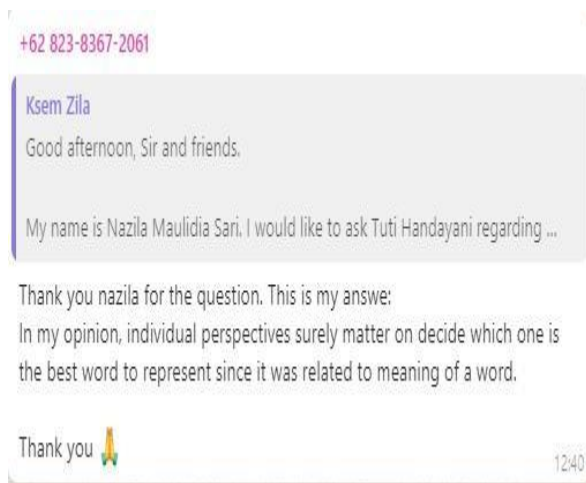 +62 823-8367-2061
Ksem Zila
Good afternoon, Sir and friends.
My name is Nazila Maulidia Sari. I would like to ask Tuti Handayani regarding ...
Thank you nazila for the question. This is my answe:
In my opinion, individual perspectives surely matter on decide which one is
the best word to represent since it was related to meaning of a word.
Thank you 🙏
12:40